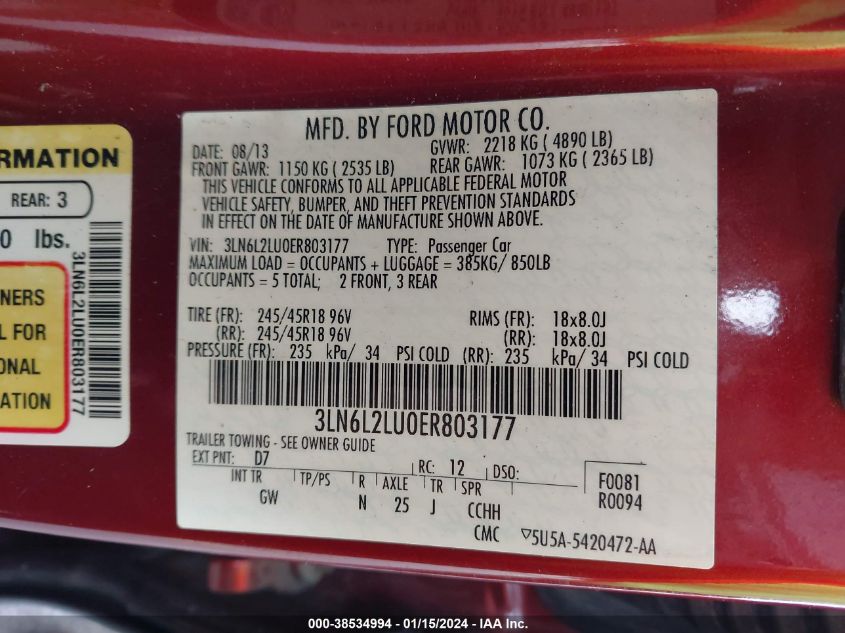 RMATION
REAR: 3
0 lbs.
NERS
L FOR
ONAL
ATION
3LN6L2LU0ER803177
MFD. BY FORD MOTOR CO.
DATE: 08/13 GVWR: 2218 KG ( 4890 LB)
FRONT GAWR: 1150 KG ( 2535 LB) REAR GAWR: 1073 KG ( 2365 LB)
THIS VEHICLE CONFORMS TO ALL APPLICABLE FEDERAL MOTOR
VEHICLE SAFETY, BUMPER, AND THEFT PREVENTION STANDARDS
IN EFFECT ON THE DATE OF MANUFACTURE SHOWN ABOVE.
VIN: 3LN6L2LU0ER803177 TYPE: Passenger Car
MAXIMUM LOAD = OCCUPANTS + LUGGAGE = 385KG/ 850LB
OCCUPANTS = 5 TOTAL; 2 FRONT, 3 REAR
TIRE (FR): 245/45R18 96V RIMS (FR): 18x8.0J
(RR): 245/45R18 96V (RR): 18x8.0J
PRESSURE (FR): 235 kPa/ 34 PSI COLD (RR): 235 kPa/ 34 PSI COLD
3LN6L2LU0ER803177
TRAILER TOWING - SEE OWNER GUIDE
EXT PNT: D7 RC: 12 DSO:
INT TR TP/PS R AXLE TR SPR
GW N 25 J CCHH
F0081
R0094
CMC ▽5U5A-5420472-AA
000-38534994 - 01/15/2024 - IAA Inc.